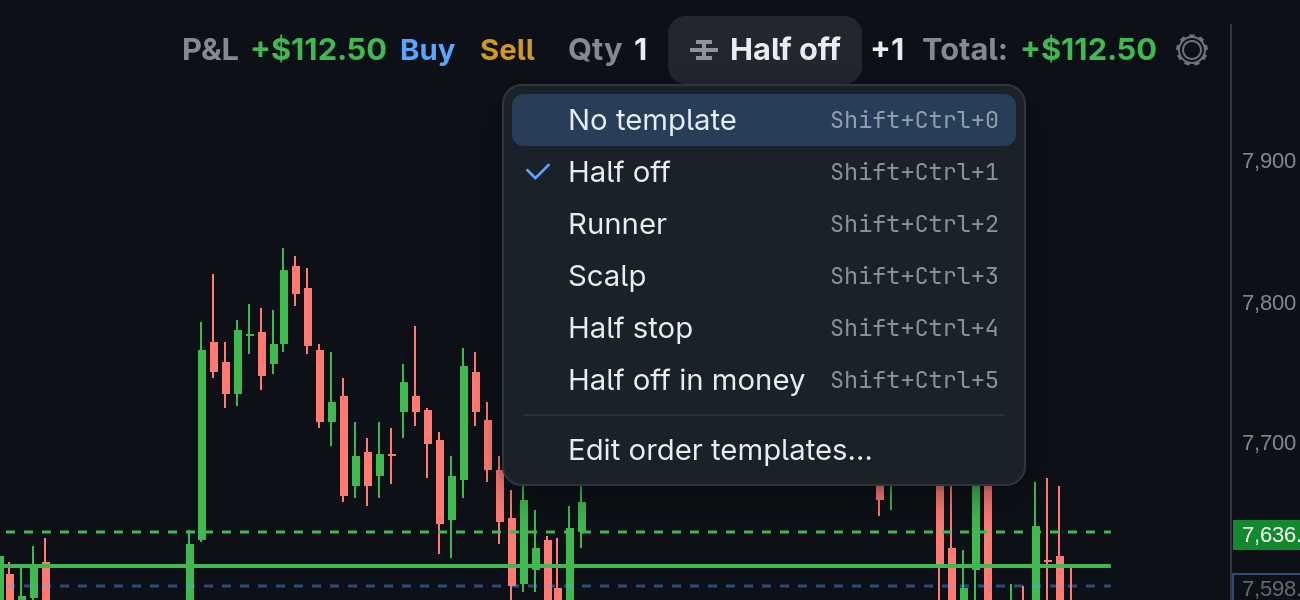 P&L +$112.50 Buy Sell Qty 1 Half off +1 Total: +$112.50
No template Shift+Ctrl+0
Half off Shift+Ctrl+1
Runner Shift+Ctrl+2
Scalp Shift+Ctrl+3
Half stop Shift+Ctrl+4
Half off in money Shift+Ctrl+5
Edit order templates...
7,900
7,800
7,700
7,636.
7,598.